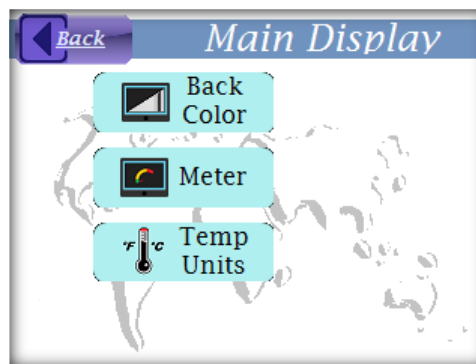 Back
Main Display
Back
Color
Meter
°F °C
Temp
Units